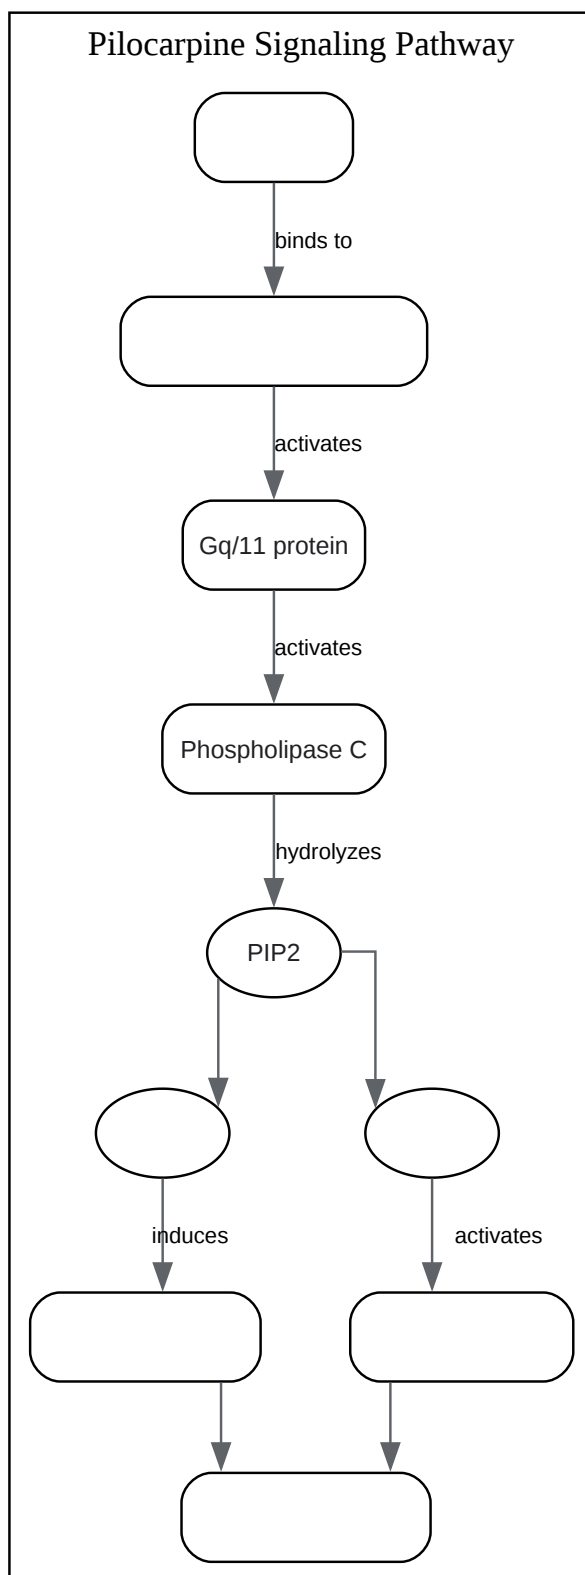 Pilocarpine Signaling Pathway
binds to
activates
Gq/11 protein
activates
Phospholipase C
hydrolyzes
PIP2
induces
activates